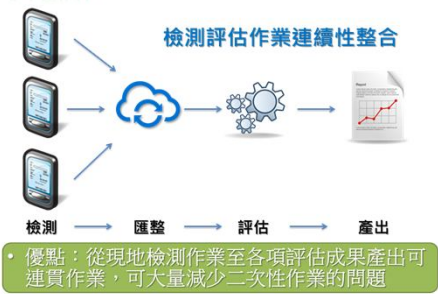 檢測評估作業連續性整合
檢測 匯整 評估 產出
• 優點：從現地檢測作業至各項評估成果產出可
連貫作業，可大量減少二次性作業的問題